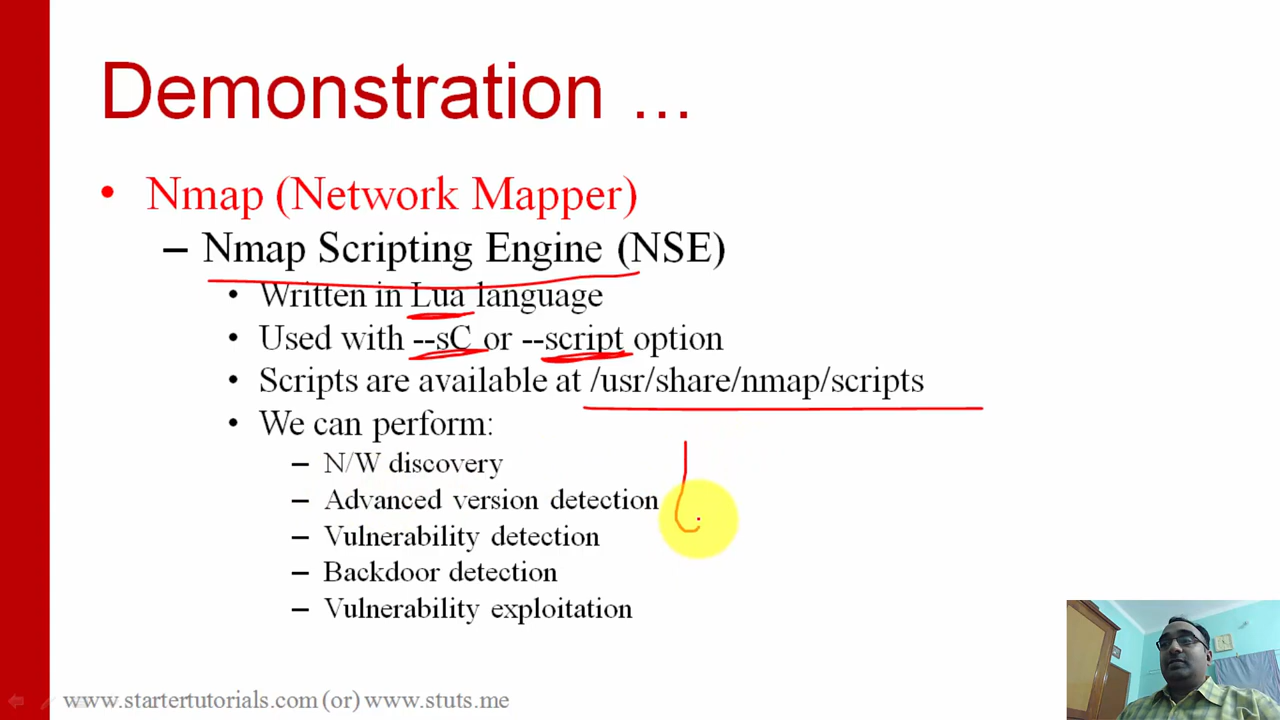 Demonstration ...
• Nmap (Network Mapper)
– Nmap Scripting Engine (NSE)
• Written in Lua language
• Used with --sC or --script option
• Scripts are available at /usr/share/nmap/scripts
• We can perform:
– N/W discovery
– Advanced version detection
– Vulnerability detection
– Backdoor detection
– Vulnerability exploitation
www.startertutorials.com (or) www.stuts.me